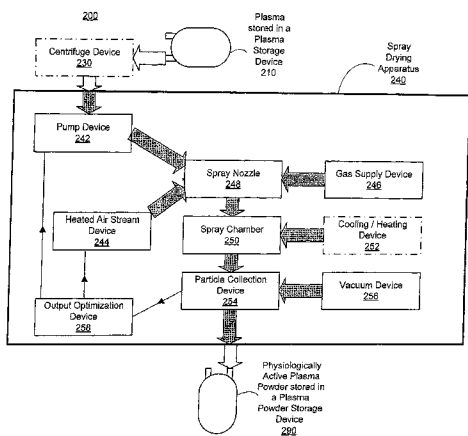 200
Plasma
stored in a
Plasma
Storage
Device
210
Centrifuge Device
230
Spray
Drying
Apparatus
240
Pump Device
242
Spray Nozzle
248
Gas Supply Device
246
Heated Air Stream
Device
244
Spray Chamber
250
Cooling / Heating
Device
252
Particle Collection
Device
254
Vacuum Device
256
Output Optimization
Device
258
Physiologically
Active Plasma
Powder stored in
a Plasma
Powder Storage
Device
290